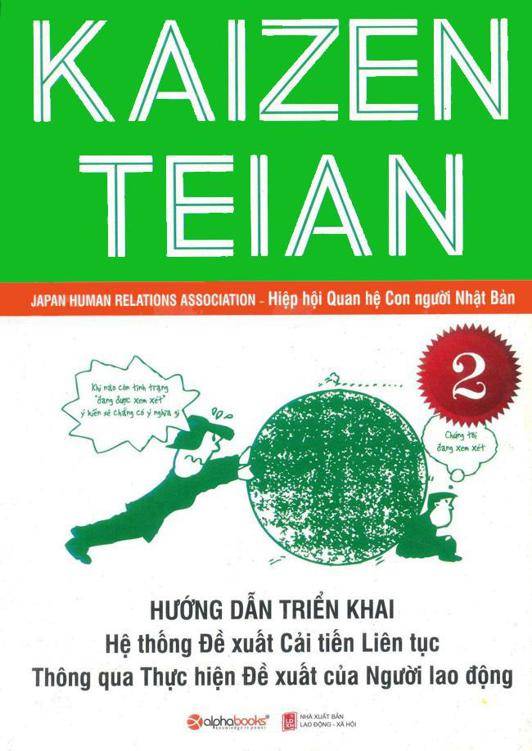 KAIZEN
TEIAN
JAPAN HUMAN RELATIONS ASSOCIATION - Hiệp hội Quan hệ Con người Nhật Bản
2
Khi nào còn tình trạng
"đang được xem xét"
ý kiến sẽ chẳng có ý nghĩa gì
Chúng tôi
đang xem xét
HƯỚNG DẪN TRIỂN KHAI
Hệ thống Đề xuất Cải tiến Liên tục
Thông qua Thực hiện Đề xuất của Người lao động
alphabooks
knowledge is power
NHÀ XUẤT BẢN
LAO ĐỘNG - XÃ HỘI